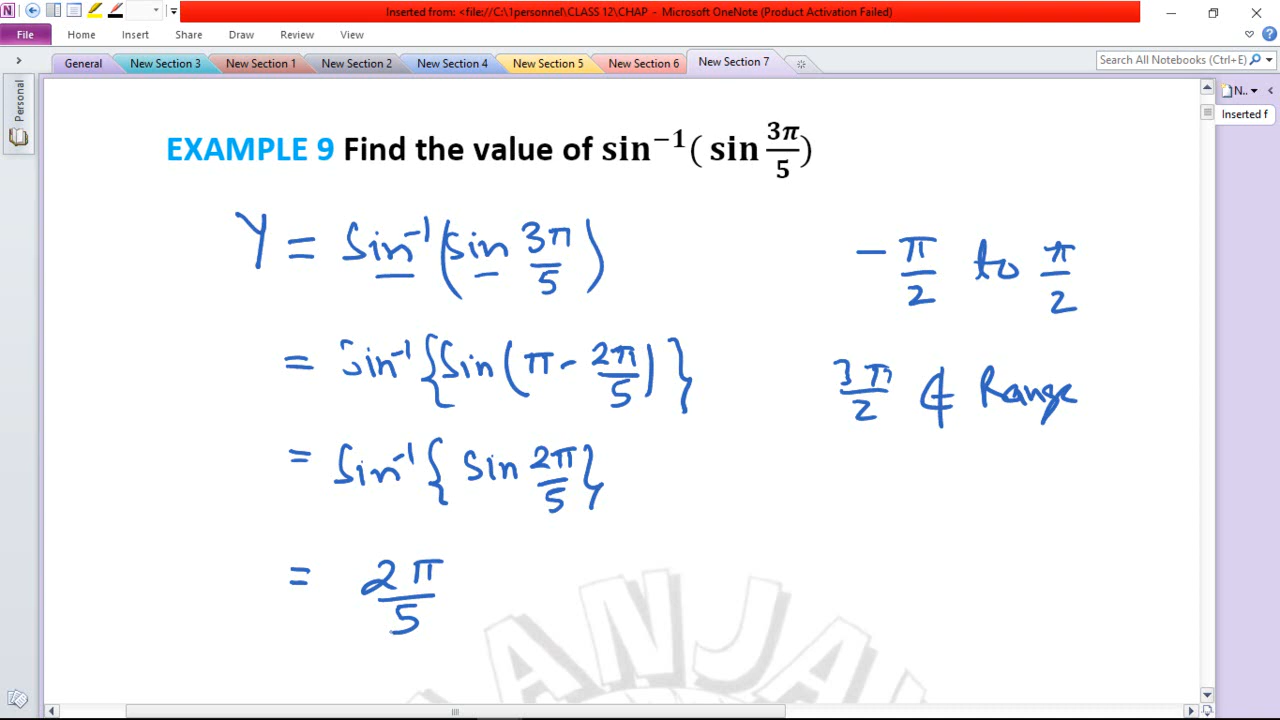 Inserted from: <file://C:\1personnel\CLASS 12\CHAP - Microsoft OneNote (Product Activation Failed)
File Home Insert Share Draw Review View
General New Section 3 New Section 1 New Section 2 New Section 4 New Section 5 New Section 6 New Section 7 Search All Notebooks (Ctrl+E)
Personal
N..
Inserted f
EXAMPLE 9 Find the value of sin⁻¹( sin 3π/5)
Y = Sin⁻¹(sin 3π/5)
= Sin⁻¹{Sin(π - 2π/5)}
= Sin⁻¹{ Sin 2π/5}
= 2π/5
- π/2 to π/2
3π/2 ∉ Range
ANJA